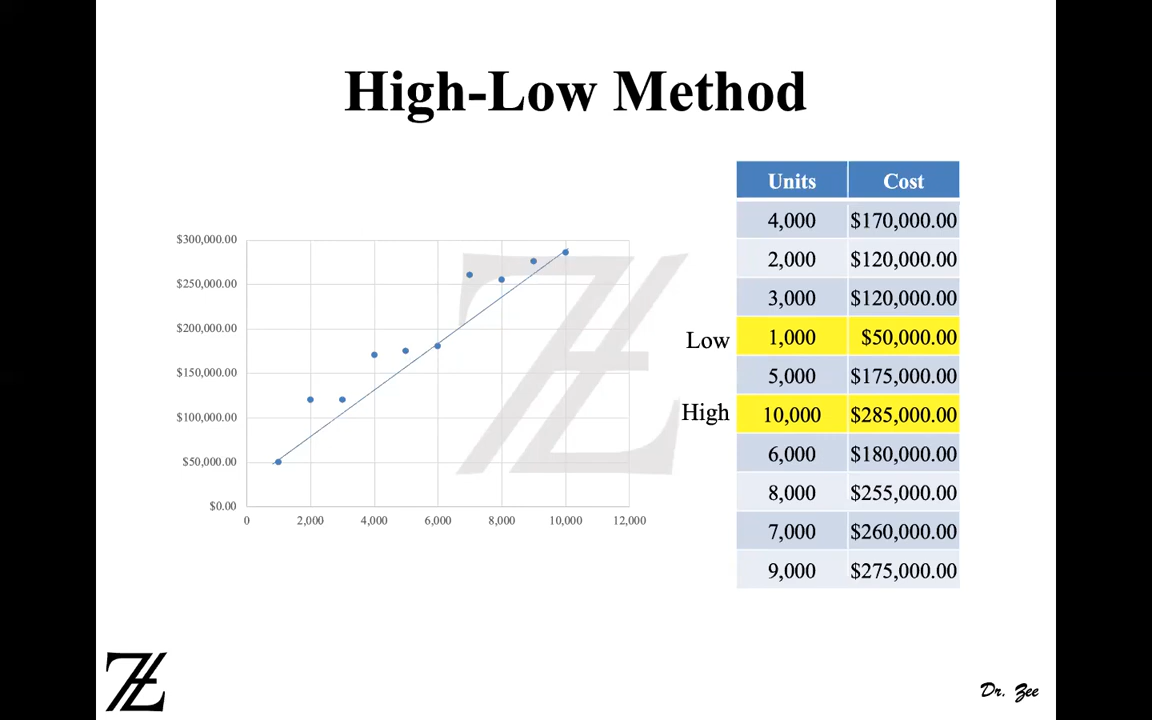 High-Low Method
$300,000.00
$250,000.00
$200,000.00
$150,000.00
$100,000.00
$50,000.00
$0.00
0 2,000 4,000 6,000 8,000 10,000 12,000
Units Cost
4,000 $170,000.00
2,000 $120,000.00
3,000 $120,000.00
Low 1,000 $50,000.00
5,000 $175,000.00
High 10,000 $285,000.00
6,000 $180,000.00
8,000 $255,000.00
7,000 $260,000.00
9,000 $275,000.00
Dr. Zee